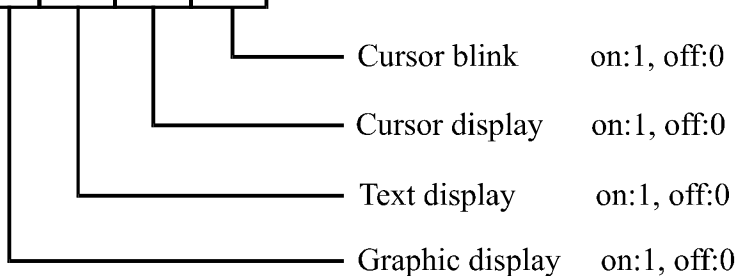 Cursor blink on:1, off:0
Cursor display on:1, off:0
Text display on:1, off:0
Graphic display on:1, off:0